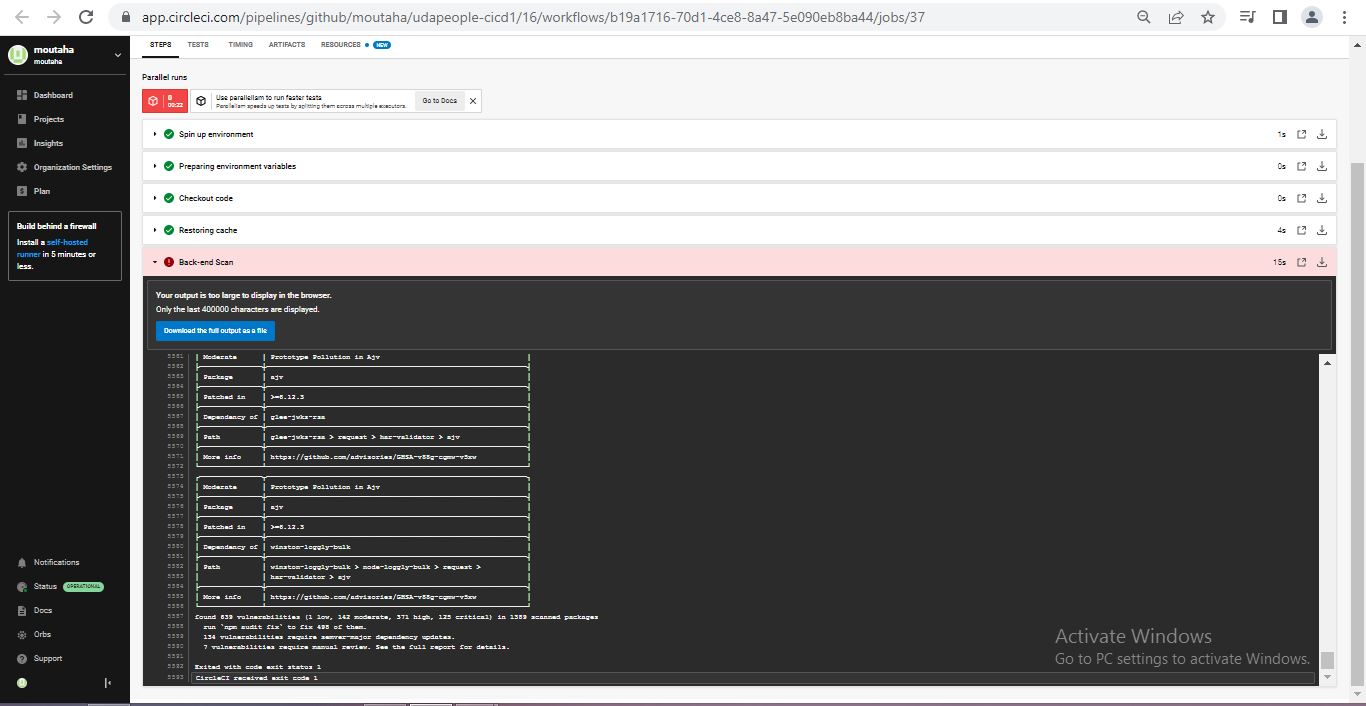 app.circleci.com/pipelines/github/moutaha/udapeople-cicd1/16/workflows/b19a1716-70d1-4ce8-8a47-5e090eb8ba44/jobs/37
moutaha
moutaha
Dashboard
Projects
Insights
Organization Settings
Plan
Build behind a firewall
Install a self-hosted
runner in 5 minutes or
less.
Notifications
Status OPERATIONAL
Docs
Orbs
Support
STEPS TESTS TIMING ARTIFACTS RESOURCES NEW
Parallel runs
0
00:22
Use parallelism to run faster tests
Parallelism speeds up tests by splitting them across multiple executors.
Go to Docs
Spin up environment 1s
Preparing environment variables 0s
Checkout code 0s
Restoring cache 4s
Back-end Scan 15s
Your output is too large to display in the browser.
Only the last 400000 characters are displayed.
Download the full output as a file
5561 Moderate Prototype Pollution in Ajv
5562
5563 Package ajv
5564
5565 Patched in >=6.12.3
5566
5567 Dependency of glee-jwks-rsa
5568
5569 Path glee-jwks-rsa > request > har-validator > ajv
5570
5571 More info https://github.com/advisories/GHSA-v88g-cgmw-v5xw
5572
5573
5574 Moderate Prototype Pollution in Ajv
5575
5576 Package ajv
5577
5578 Patched in >=6.12.3
5579
5580 Dependency of winston-loggly-bulk
5581
5582 Path winston-loggly-bulk > node-loggly-bulk > request >
5583 har-validator > ajv
5584
5585 More info https://github.com/advisories/GHSA-v88g-cgmw-v5xw
5586
5587 found 639 vulnerabilities (1 low, 142 moderate, 371 high, 125 critical) in 1389 scanned packages
5588 run `npm audit fix` to fix 498 of them.
5589 134 vulnerabilities require semver-major dependency updates.
5590 7 vulnerabilities require manual review. See the full report for details.
5591
5592 Exited with code exit status 1
5593 CircleCI received exit code 1
Activate Windows
Go to PC settings to activate Windows.